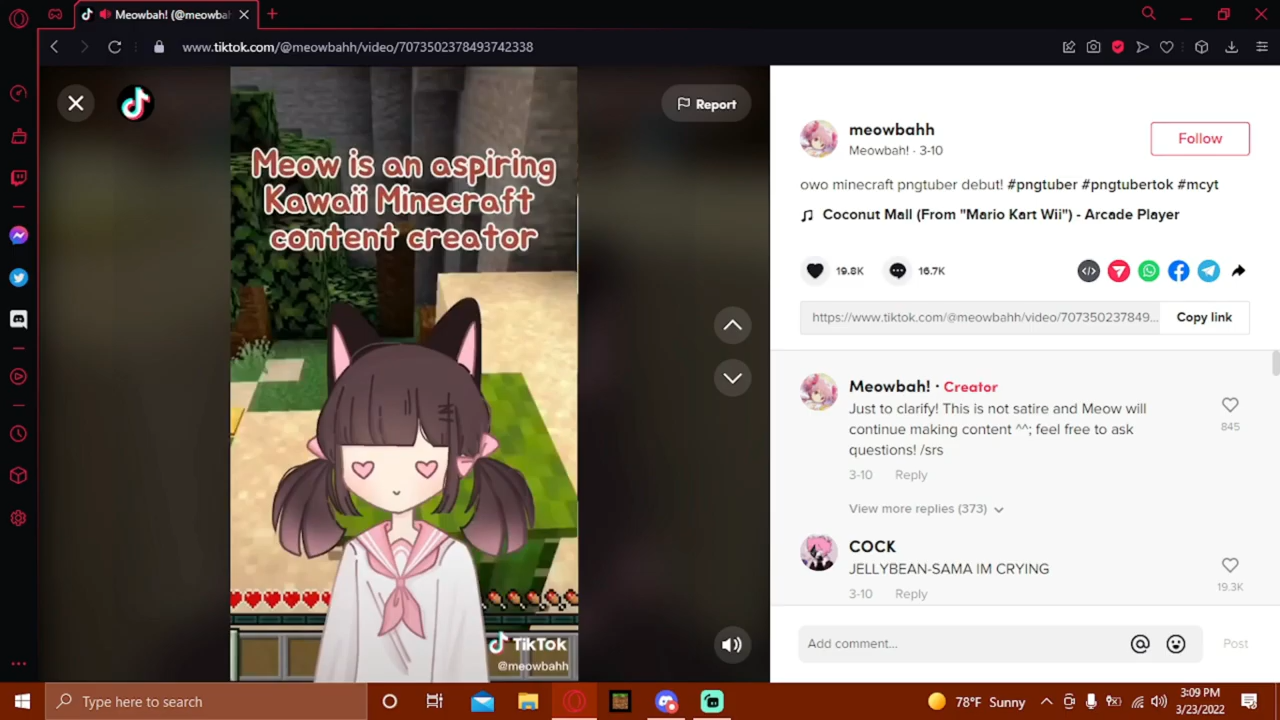 Meowbah! (@meowbah
www.tiktok.com/@meowbahh/video/7073502378493742338
Report
Meow is an aspiring
Kawaii Minecraft
content creator
TikTok
@meowbahh
meowbahh
Meowbah! · 3-10
Follow
owo minecraft pngtuber debut! #pngtuber #pngtubertok #mcyt
Coconut Mall (From "Mario Kart Wii") - Arcade Player
19.8K
16.7K
https://www.tiktok.com/@meowbahh/video/707350237849...
Copy link
Meowbah! · Creator
Just to clarify! This is not satire and Meow will
continue making content ^^; feel free to ask
questions! /srs
845
3-10 Reply
View more replies (373)
COCK
JELLYBEAN-SAMA IM CRYING
19.3K
3-10 Reply
Add comment...
Post
Type here to search
78°F Sunny
3:09 PM
3/23/2022